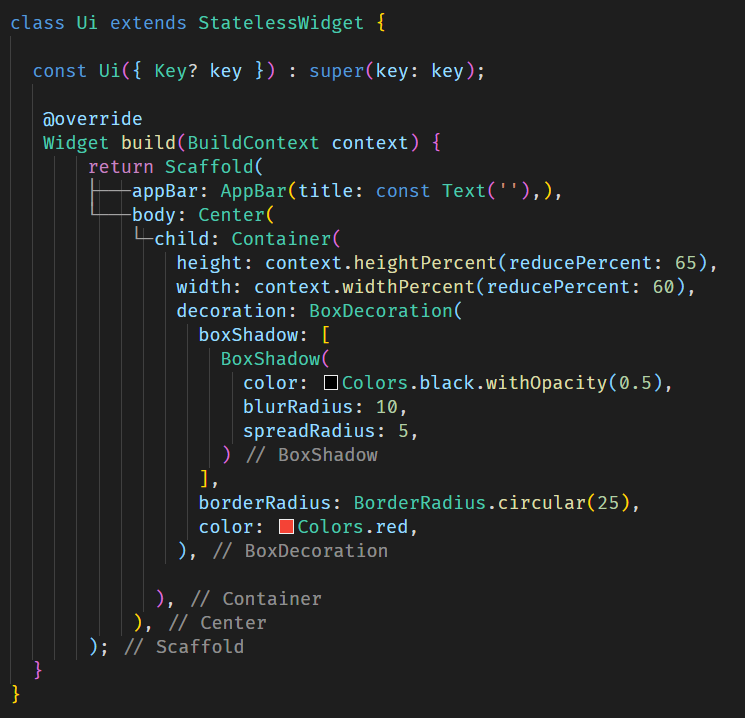 class Ui extends StatelessWidget {
const Ui({ Key? key }) : super(key: key);
@override
Widget build(BuildContext context) {
return Scaffold(
appBar: AppBar(title: const Text(''),),
body: Center(
child: Container(
height: context.heightPercent(reducePercent: 65),
width: context.widthPercent(reducePercent: 60),
decoration: BoxDecoration(
boxShadow: [
BoxShadow(
color: Colors.black.withOpacity(0.5),
blurRadius: 10,
spreadRadius: 5,
) // BoxShadow
],
borderRadius: BorderRadius.circular(25),
color: Colors.red,
), // BoxDecoration
), // Container
), // Center
); // Scaffold
}
}